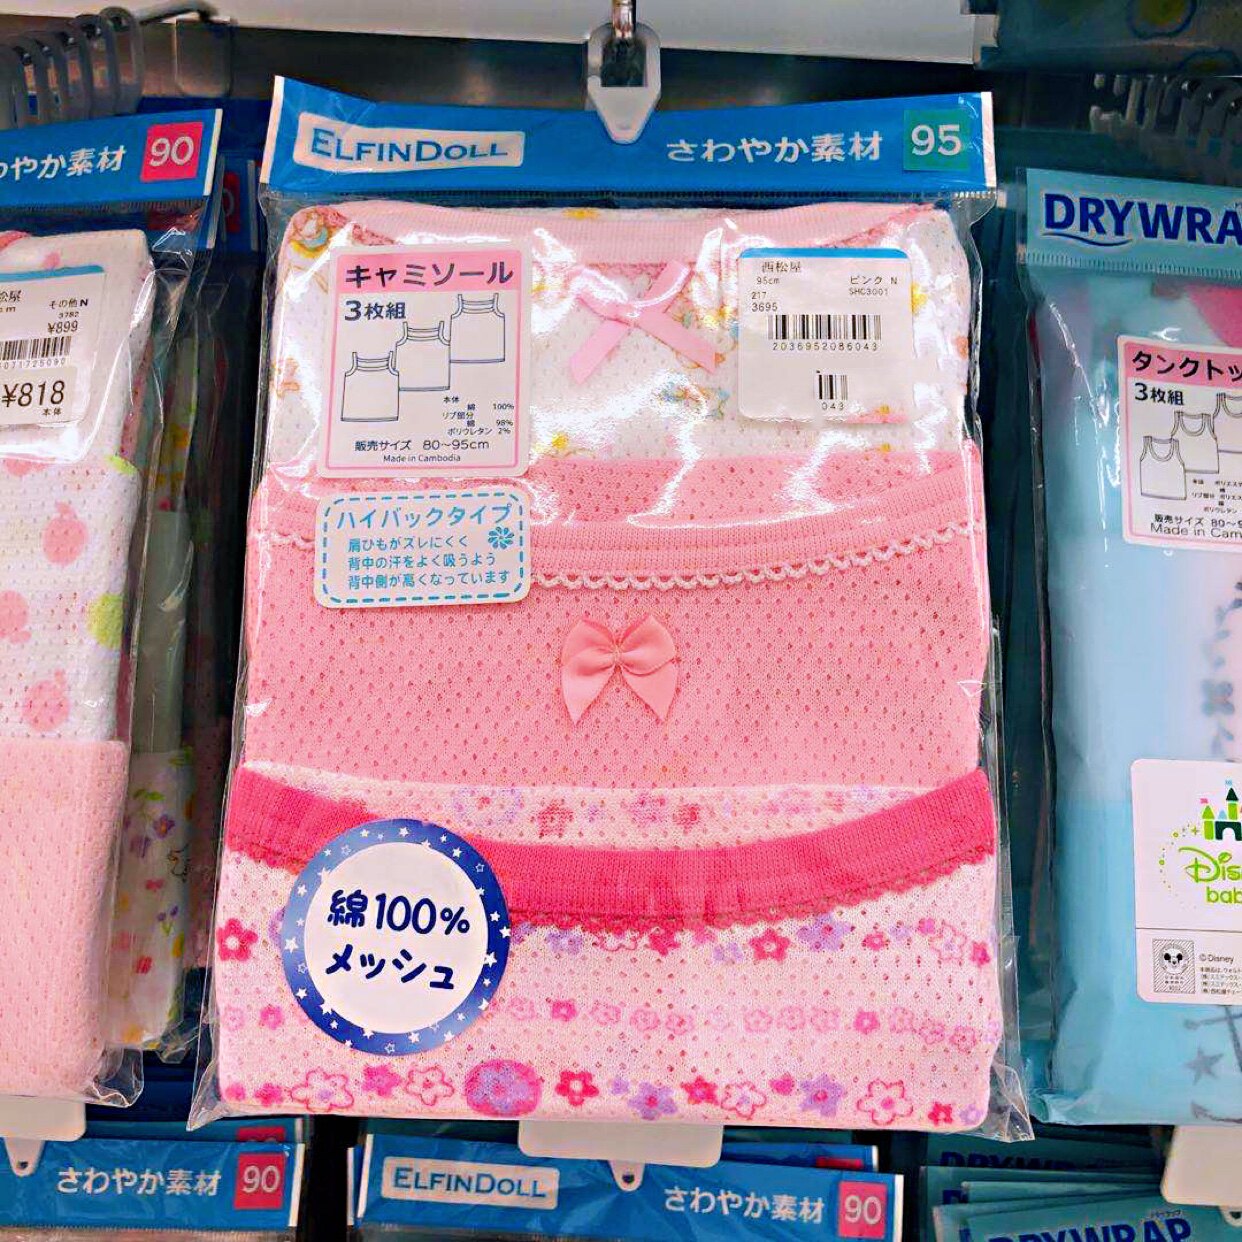 わやか素材 90
ELFINDOLL さわやか素材 95
DRYWRA
松屋
その他 N
3782
¥899
¥818
本体
キャミソール
3枚組
本体
綿 100%
リブ部分
綿 98%
ポリウレタン 2%
販売サイズ 80～95cm
Made in Cambodia
西松屋
95cm ピンク N
217 SHC3001
3695
2036952086043
043
ハイバックタイプ
肩ひもがズレにくく
背中の汗をよく吸うよう
背中側が高くなっています
綿100%
メッシュ
タンクトッ
3枚組
販売サイズ 80～9
Made in Cam
Dis
bab
©Disney
さわやか素材 90
ELFINDOLL さわやか素材 90
DRYWRAP